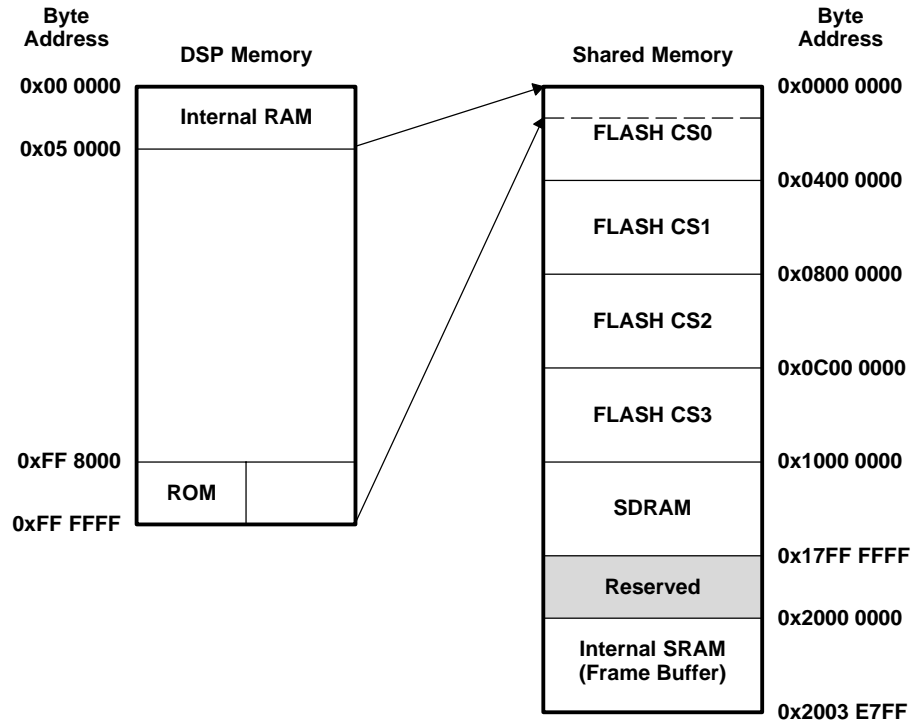 Byte
Address
DSP Memory
0x00 0000
Internal RAM
0x05 0000
0xFF 8000
ROM
0xFF FFFF
Shared Memory
Byte
Address
0x0000 0000
FLASH CS0
0x0400 0000
FLASH CS1
0x0800 0000
FLASH CS2
0x0C00 0000
FLASH CS3
0x1000 0000
SDRAM
0x17FF FFFF
Reserved
0x2000 0000
Internal SRAM
(Frame Buffer)
0x2003 E7FF